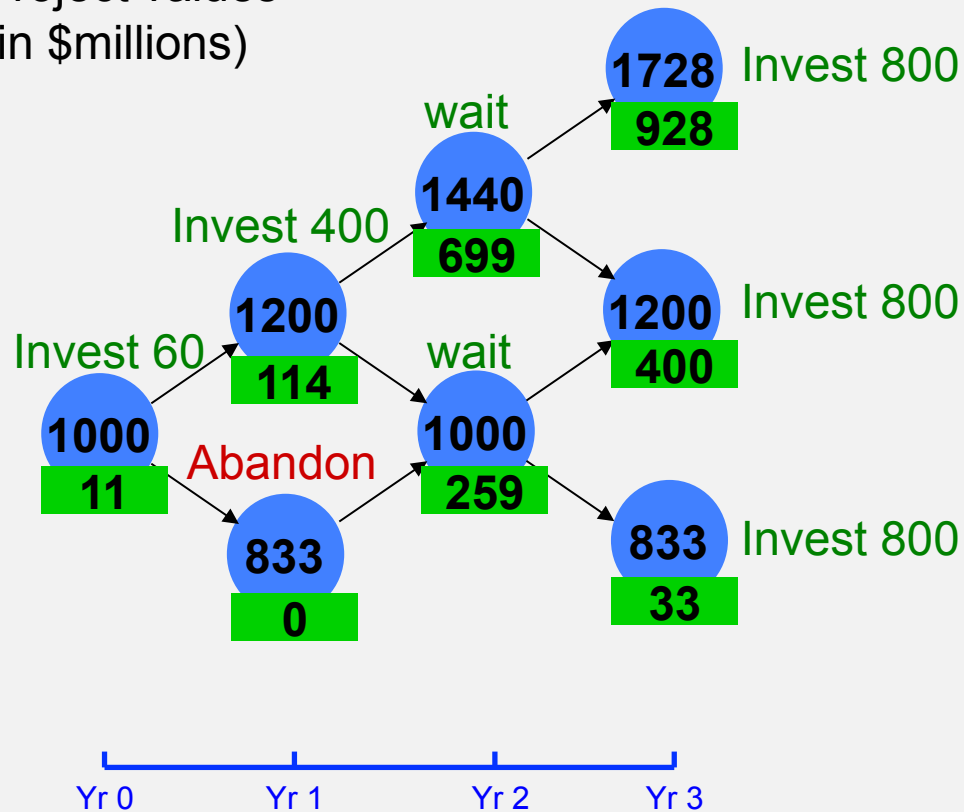 roject values
in $millions)
1728
Invest 800
928
wait
1440
699
Invest 400
1200
114
1200
Invest 800
400
Invest 60
1000
11
wait
1000
259
Abandon
833
0
833
Invest 800
33
Yr 0
Yr 1
Yr 2
Yr 3